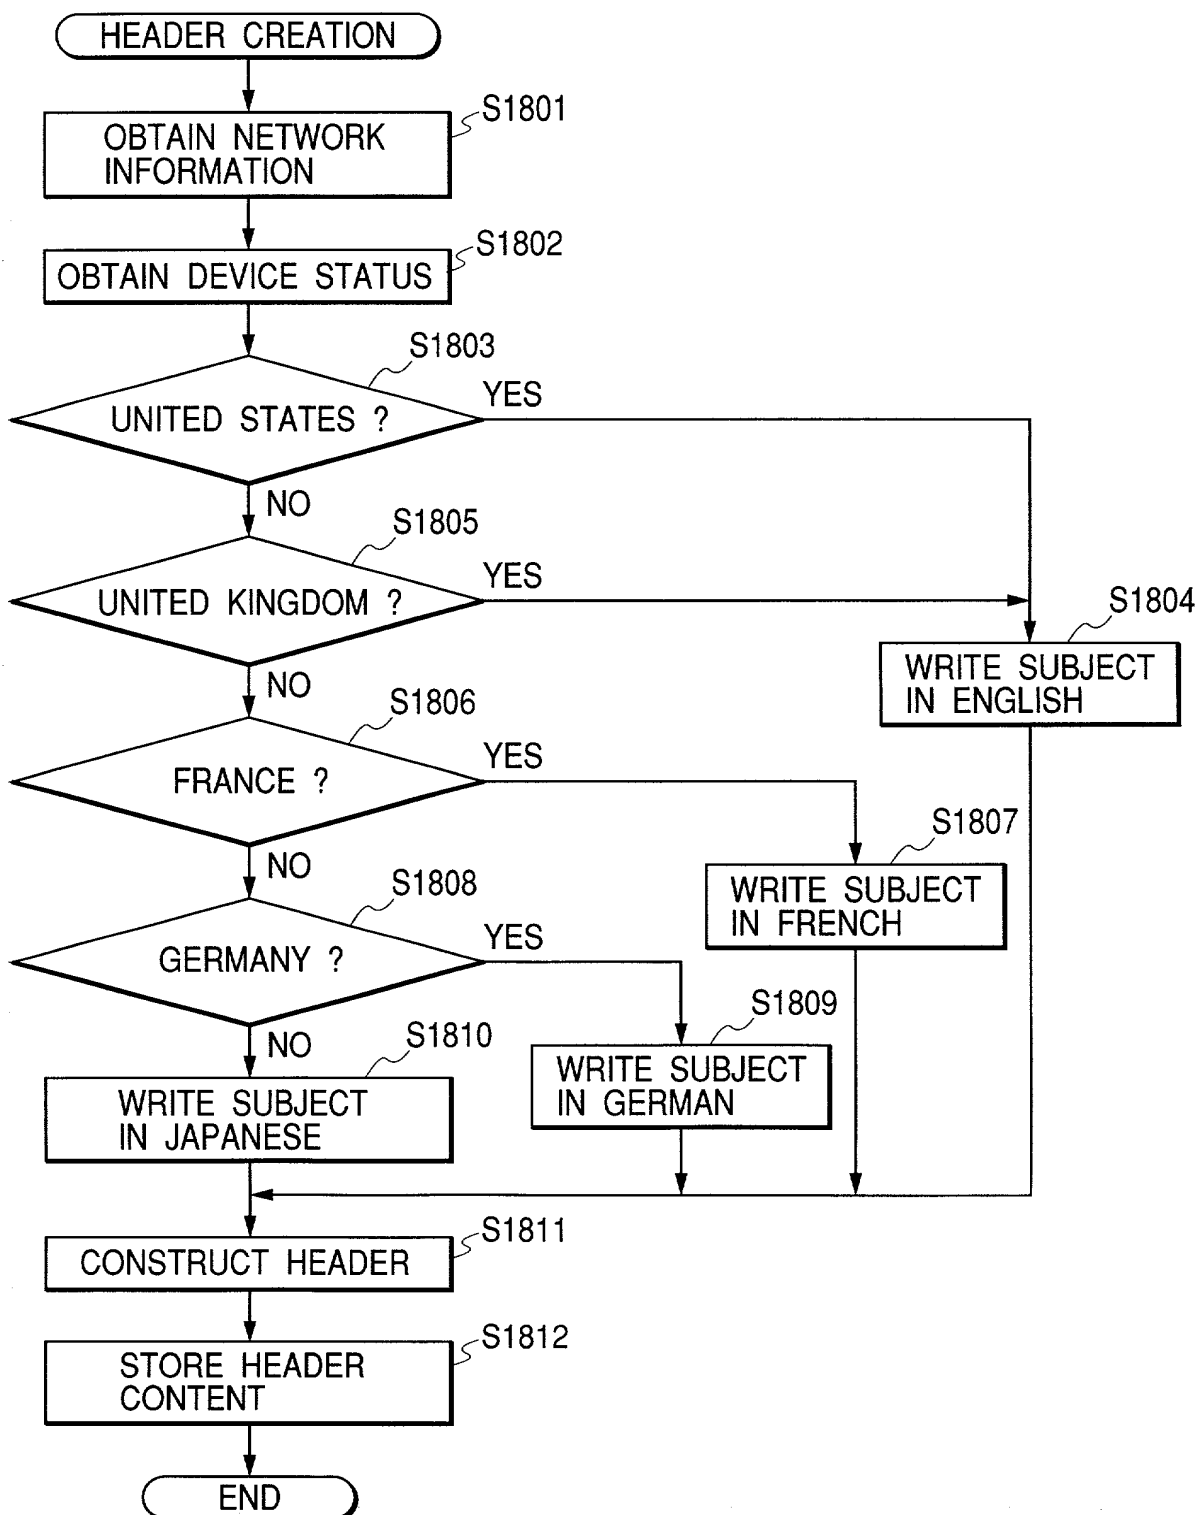 HEADER CREATION
S1801
OBTAIN NETWORK
INFORMATION
S1802
OBTAIN DEVICE STATUS
S1803
UNITED STATES ?
YES
NO
S1805
UNITED KINGDOM ?
YES
S1804
WRITE SUBJECT
IN ENGLISH
NO
S1806
FRANCE ?
YES
S1807
WRITE SUBJECT
IN FRENCH
NO
S1808
GERMANY ?
YES
S1809
WRITE SUBJECT
IN GERMAN
NO
S1810
WRITE SUBJECT
IN JAPANESE
S1811
CONSTRUCT HEADER
S1812
STORE HEADER
CONTENT
END